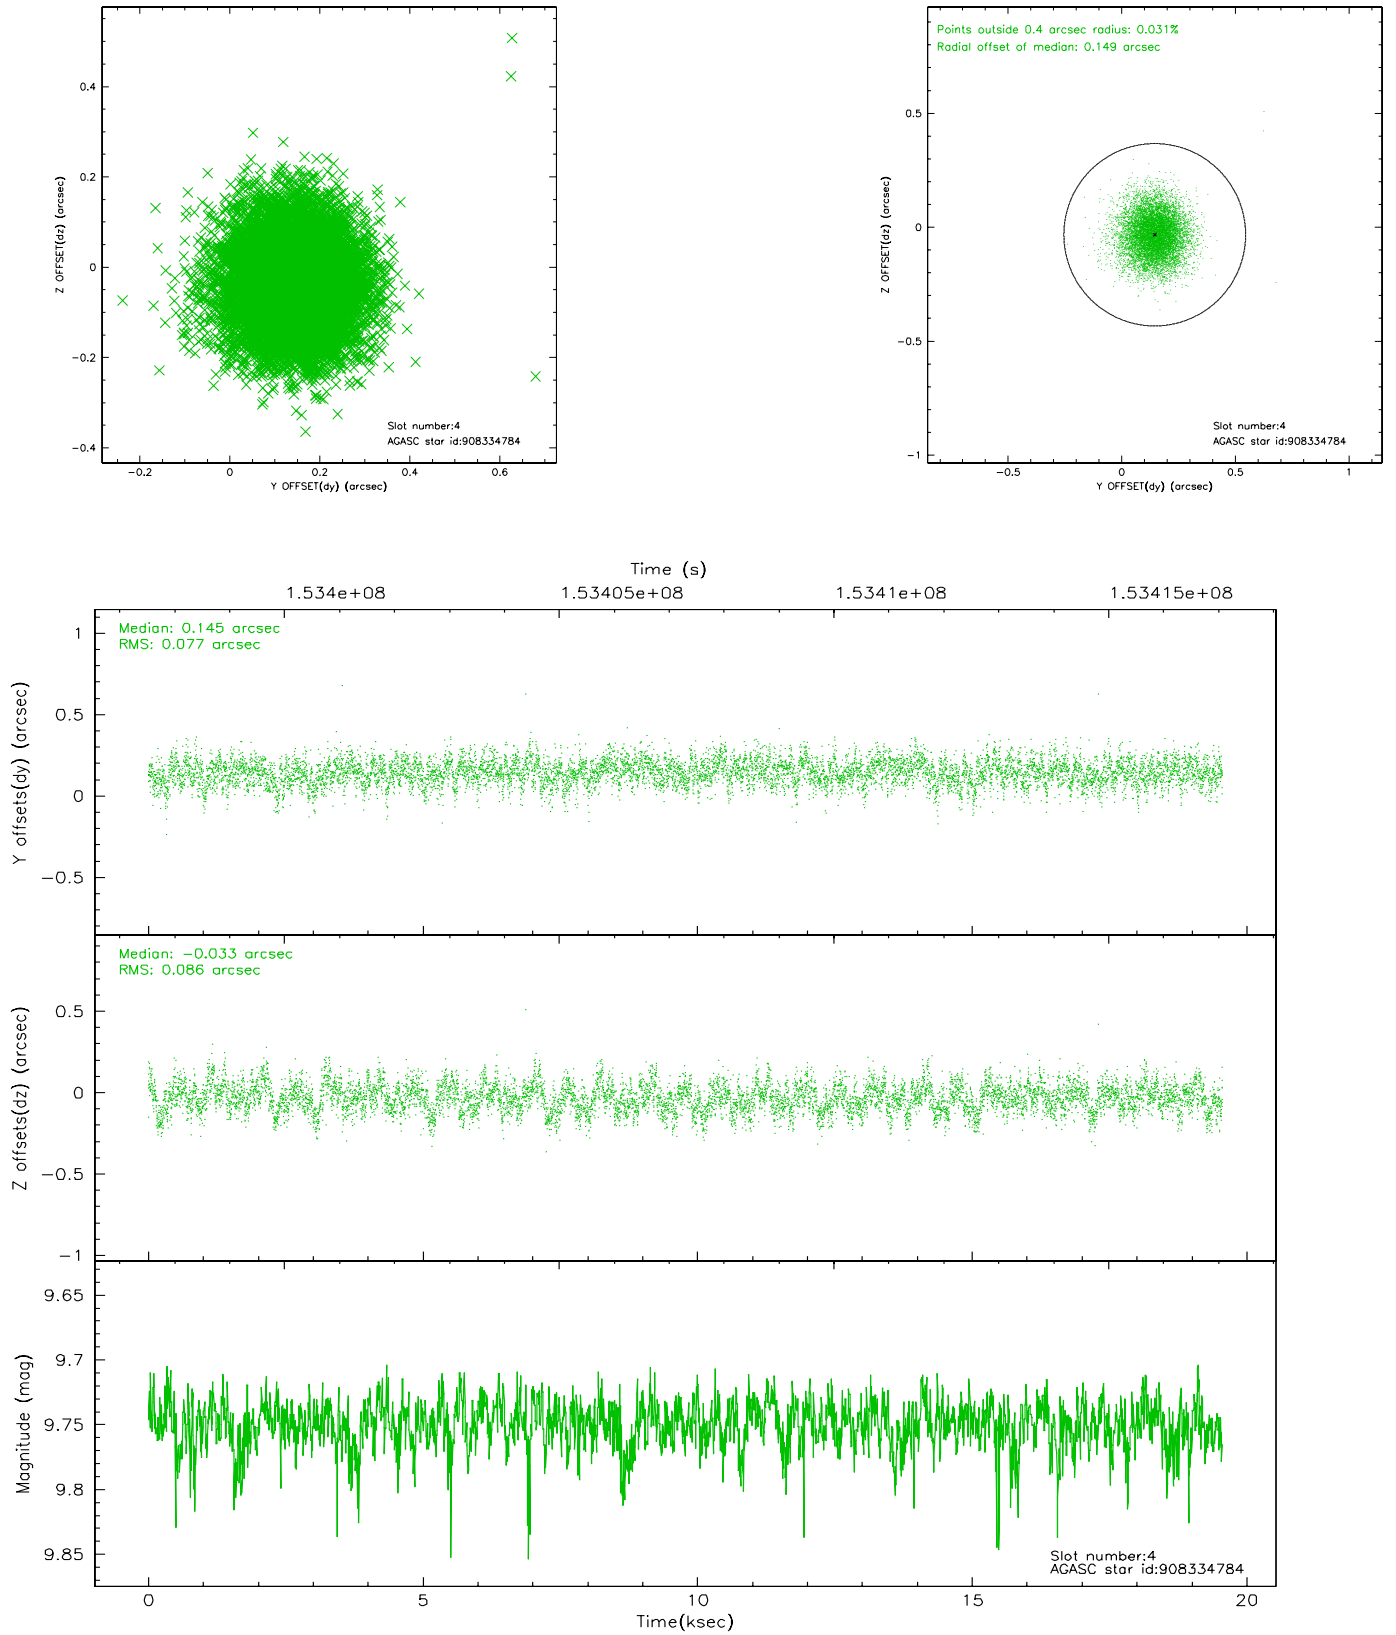 0.4
0.2
0
−0.2
−0.4
Z OFFSET(dz) (arcsec)
Slot number:4
AGASC star id:908334784
−0.2 0 0.2 0.4 0.6
Y OFFSET(dy) (arcsec)
Points outside 0.4 arcsec radius: 0.031%
Radial offset of median: 0.149 arcsec
0.5
0
−0.5
−1
Z OFFSET(dz) (arcsec)
Slot number:4
AGASC star id:908334784
−0.5 0 0.5 1
Y OFFSET(dy) (arcsec)
Time (s)
1.534e+08 1.53405e+08 1.5341e+08 1.53415e+08
Median: 0.145 arcsec
RMS: 0.077 arcsec
1
0.5
0
−0.5
Y offsets(dy) (arcsec)
Median: −0.033 arcsec
RMS: 0.086 arcsec
0.5
0
−0.5
−1
Z offsets(dz) (arcsec)
9.65
9.7
9.75
9.8
9.85
Magnitude (mag)
Slot number:4
AGASC star id:908334784
0 5 10 15 20
Time(ksec)